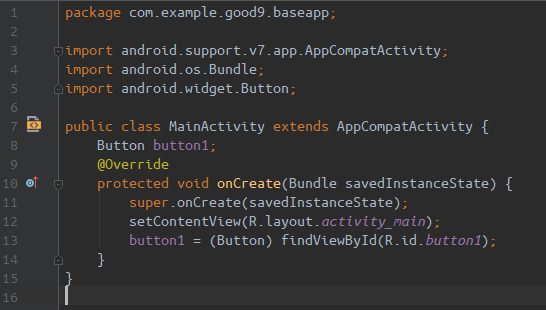 1 package com.example.good9.baseapp;
2
3 import android.support.v7.app.AppCompatActivity;
4 import android.os.Bundle;
5 import android.widget.Button;
6
7 public class MainActivity extends AppCompatActivity {
8     Button button1;
9     @Override
10     protected void onCreate(Bundle savedInstanceState) {
11         super.onCreate(savedInstanceState);
12         setContentView(R.layout.activity_main);
13         button1 = (Button) findViewById(R.id.button1);
14     }
15 }
16